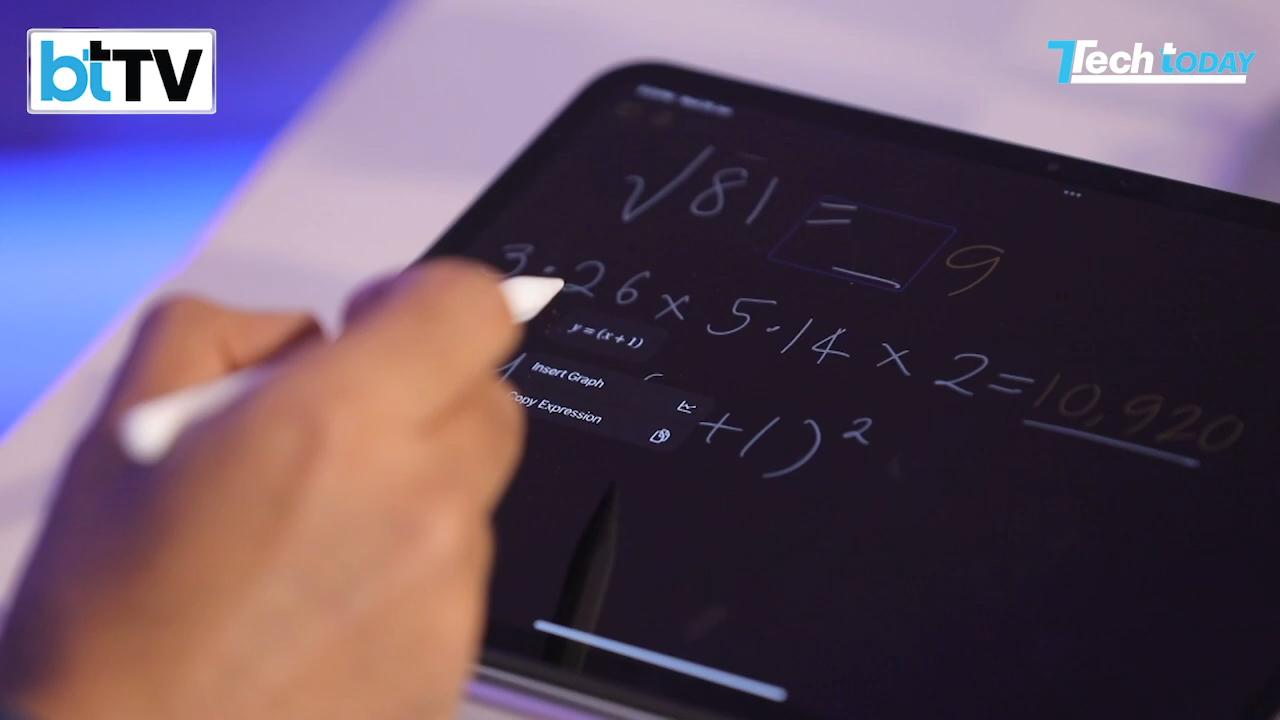 btTV
Tech today
√81 = 9
3.26 x 5.14 x 2 = 10,920
y = (x + 1)
Insert Graph
Copy Expression
+1)²